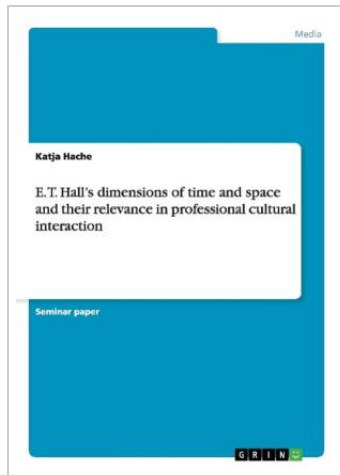 Media
Katja Hache
E.T. Hall's dimensions of time and space
and their relevance in professional cultural
interaction
Seminar paper
GRIN